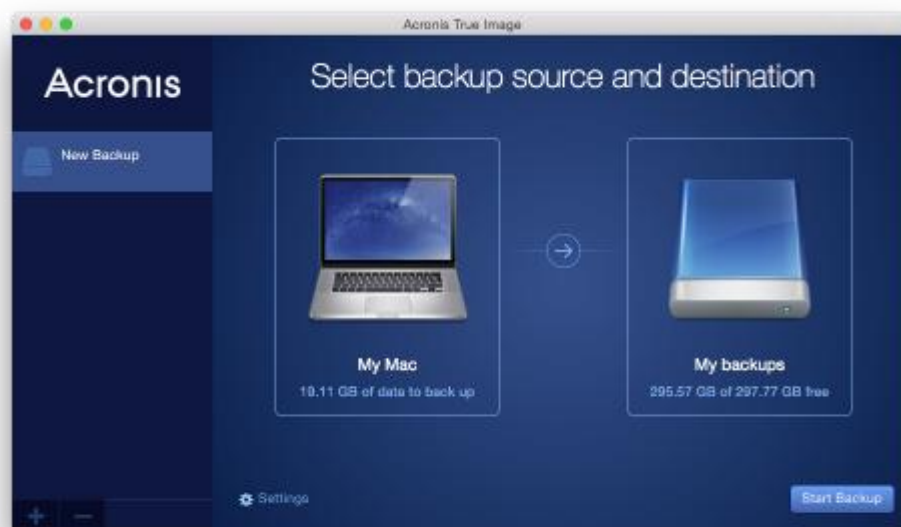 Acronis True Image
Acronis
Select backup source and destination
New Backup
My Mac
19.11 GB of data to back up
My backups
295.57 GB of 297.77 GB free
Settings
Start Backup